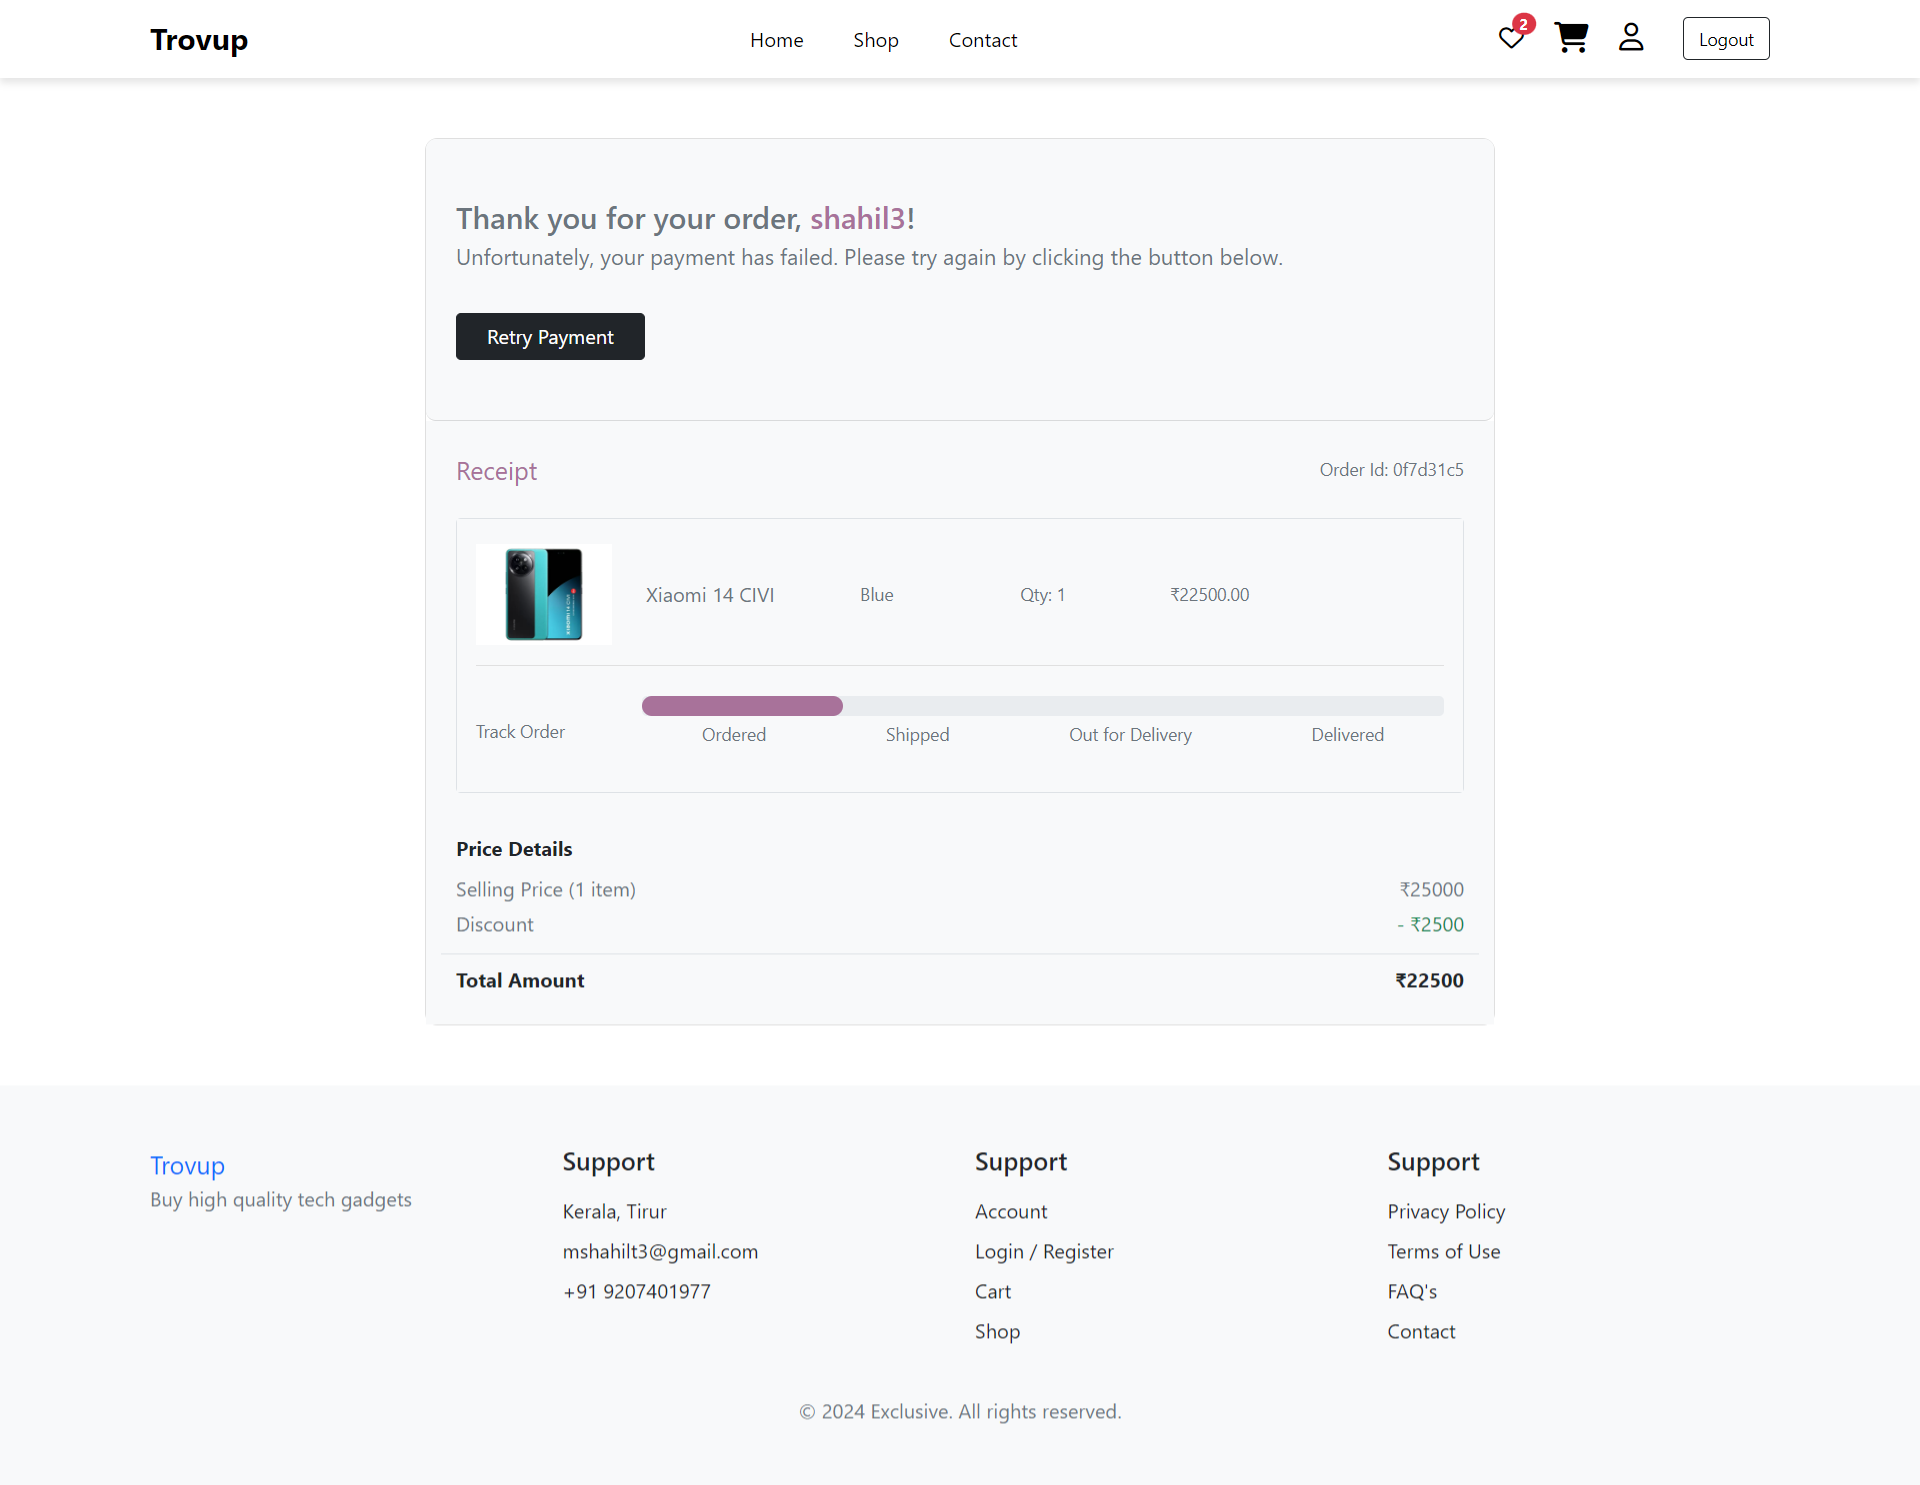 Trovup
Home Shop Contact
2
Logout
Thank you for your order, shahil3!
Unfortunately, your payment has failed. Please try again by clicking the button below.
Retry Payment
Receipt
Order Id: 0f7d31c5
Xiaomi 14 CIVI Blue Qty: 1 ₹22500.00
Track Order
Ordered Shipped Out for Delivery Delivered
Price Details
Selling Price (1 item) ₹25000
Discount - ₹2500
Total Amount ₹22500
Trovup
Buy high quality tech gadgets
Support
Kerala, Tirur
mshahilt3@gmail.com
+91 9207401977
Support
Account
Login / Register
Cart
Shop
Support
Privacy Policy
Terms of Use
FAQ's
Contact
© 2024 Exclusive. All rights reserved.